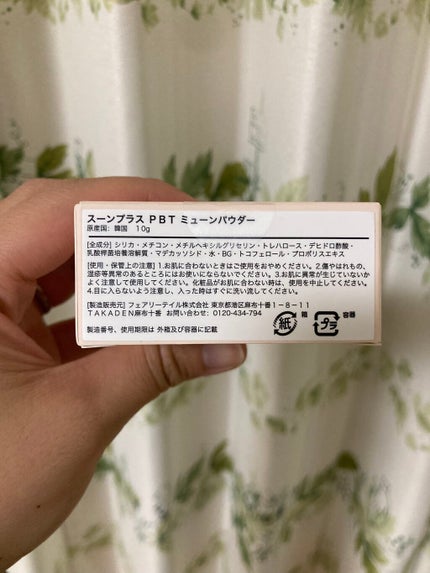 スーンプラス PBT ミューンパウダー
原産国: 韓国 10g
[全成分] シリカ・メチコン・メチルヘキシルグリセリン・トレハロース・デヒドロ酢酸・
乳酸桿菌培養溶解質・マデカッソシド・水・BG・トコフェロール・プロポリスエキス
[使用・保管上の注意] 1.お肌に合わないときはご使用をおやめください。2.傷やはれもの、
湿疹等異常のあるところにはお使いにならないでください。3.お肌に異常が生じていないか
よく注意して使用してください。化粧品がお肌に合わない時は、使用を中止してください。
4.目に入らないよう注意し、入った時はすぐに洗い流してください。
[製造販売元] フェアリーテイル株式会社 東京都港区麻布十番1-8-11
TAKADEN麻布十番 お問い合わせ: 0120-434-794
製造番号、使用期限は 外箱及び容器に記載
紙 箱 プラ 容器